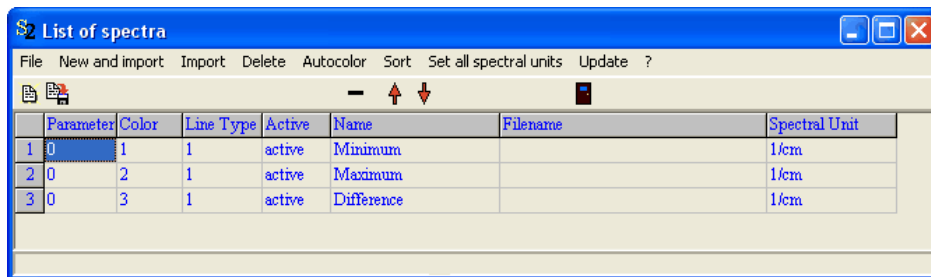 S2 List of spectra
File New and import Import Delete Autocolor Sort Set all spectral units Update ?
Parameter Color Line Type Active Name Filename Spectral Unit
1 0 1 1 active Minimum 1/cm
2 0 2 1 active Maximum 1/cm
3 0 3 1 active Difference 1/cm